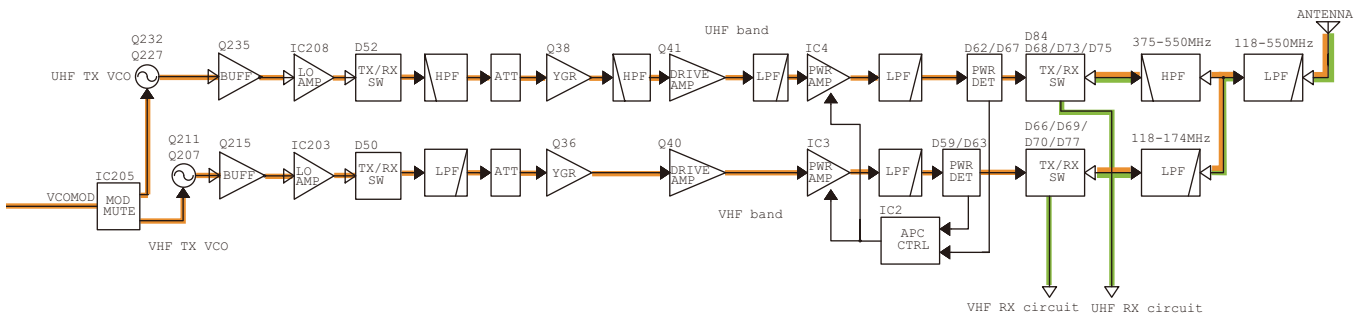 ANTENNA
UHF band
Q232
Q227
Q235
IC208
D52
Q38
Q41
IC4
D62/D67
D84
D68/D73/D75
375-550MHz
118-550MHz
UHF TX VCO
BUFF
LO
AMP
TX/RX
SW
HPF
ATT
YGR
HPF
DRIVE
AMP
LPF
PWR
AMP
LPF
PWR
DET
TX/RX
SW
HPF
LPF
Q211
Q207
Q215
IC203
D50
Q36
Q40
IC3
D59/D63
D66/D69/
D70/D77
118-174MHz
BUFF
LO
AMP
TX/RX
SW
LPF
ATT
YGR
DRIVE
AMP
PWR
AMP
LPF
PWR
DET
TX/RX
SW
LPF
IC205
VCOMOD
MOD
MUTE
VHF TX VCO
VHF band
IC2
APC
CTRL
VHF RX circuit
UHF RX circuit